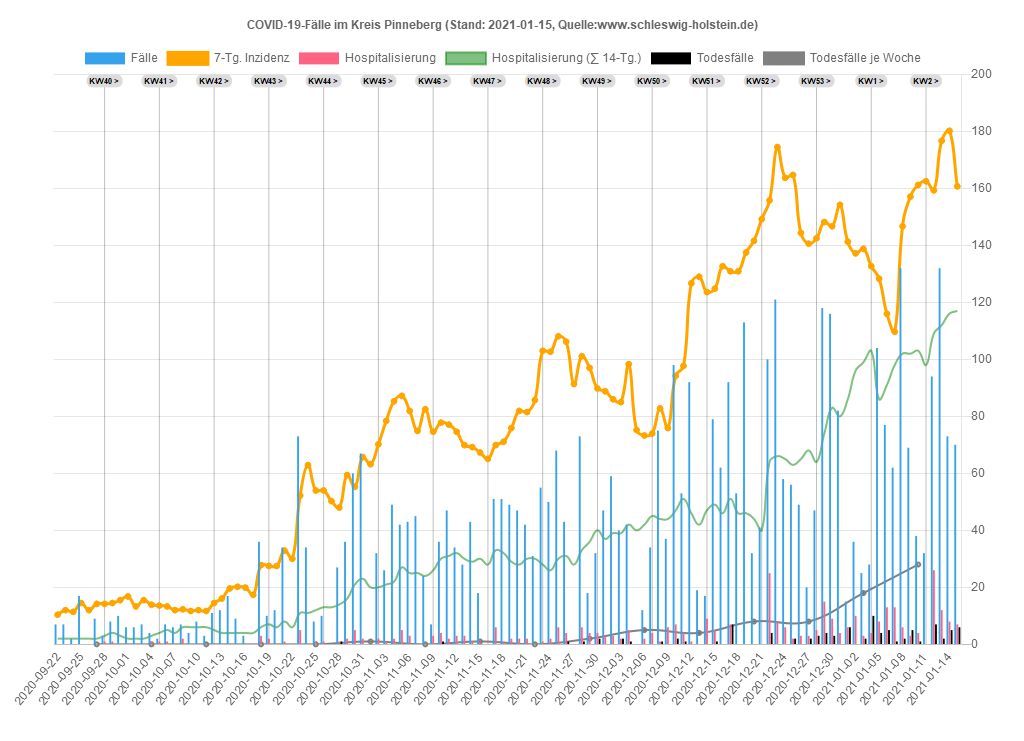 COVID-19-Fälle im Kreis Pinneberg (Stand: 2021-01-15, Quelle:www.schleswig-holstein.de)
Fälle 7-Tg. Inzidenz Hospitalisierung Hospitalisierung (∑ 14-Tg.) Todesfälle Todesfälle je Woche
KW40 > KW41 > KW42 > KW43 > KW44 > KW45 > KW46 > KW47 > KW48 > KW49 > KW50 > KW51 > KW52 > KW53 > KW1 > KW2 >
200
180
160
140
120
100
80
60
40
20
0
2020-09-22 2020-09-25 2020-09-28 2020-10-01 2020-10-04 2020-10-07 2020-10-10 2020-10-13 2020-10-16 2020-10-19 2020-10-22 2020-10-25 2020-10-28 2020-10-31 2020-11-03 2020-11-06 2020-11-09 2020-11-12 2020-11-15 2020-11-18 2020-11-21 2020-11-24 2020-11-27 2020-11-30 2020-12-03 2020-12-06 2020-12-09 2020-12-12 2020-12-15 2020-12-18 2020-12-21 2020-12-24 2020-12-27 2020-12-30 2021-01-02 2021-01-05 2021-01-08 2021-01-11 2021-01-14